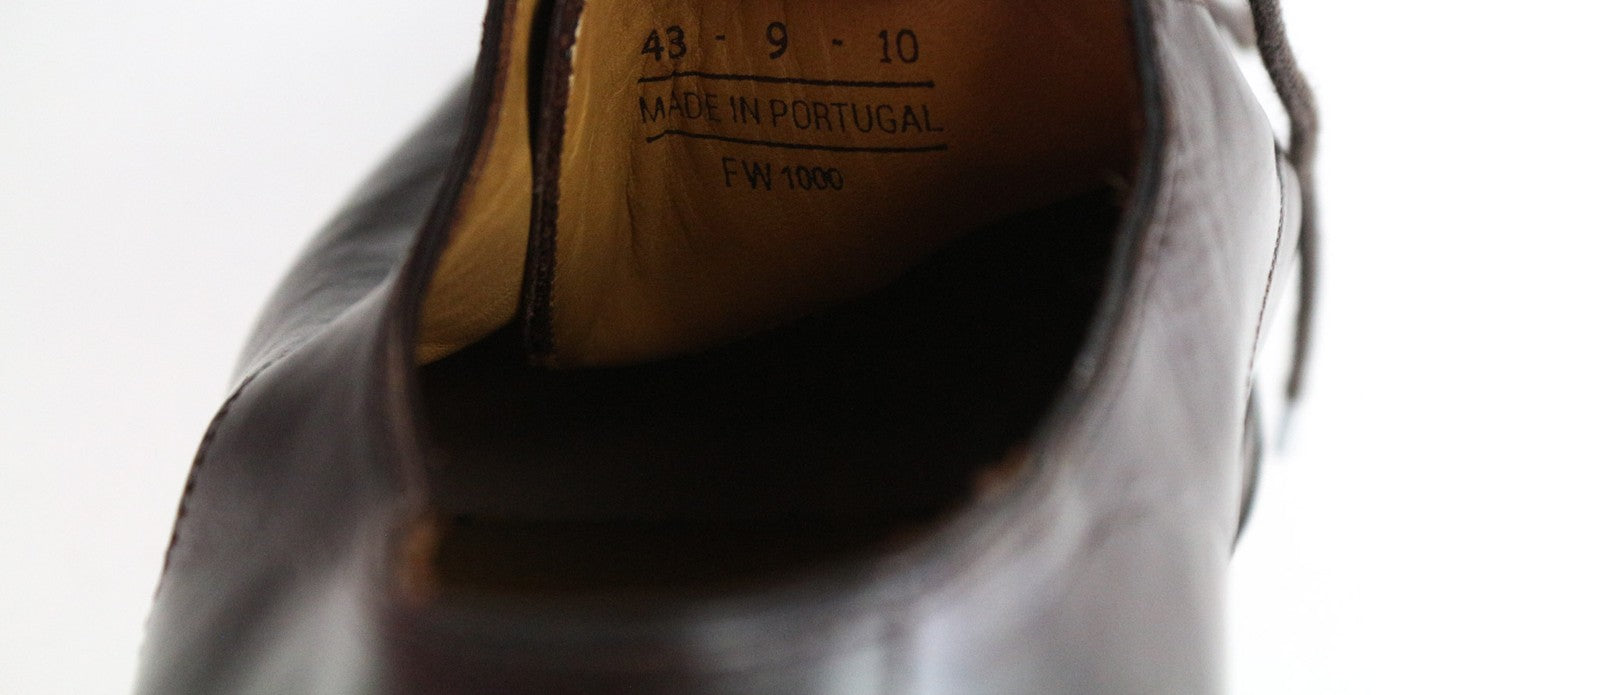 43 - 9 - 10
MADE IN PORTUGAL
FW 1000